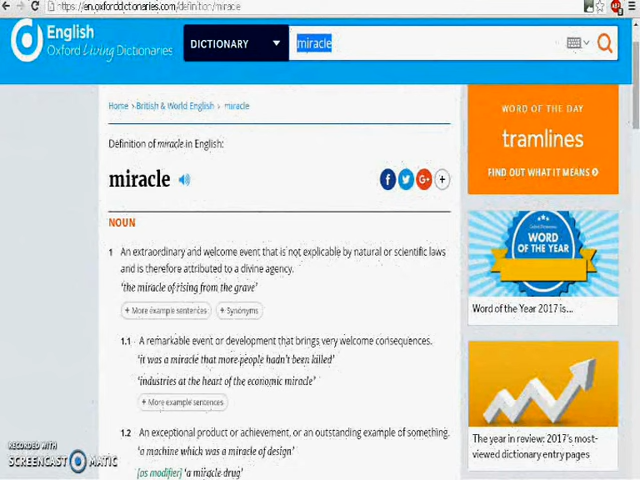 https://en.oxforddictionaries.com/definition/miracle
English
Oxford Living Dictionaries
DICTIONARY
miracle
Home › British & World English › miracle
Definition of miracle in English:
miracle
NOUN
1 An extraordinary and welcome event that is not explicable by natural or scientific laws
and is therefore attributed to a divine agency.
‘the miracle of rising from the grave’
+ More example sentences + Synonyms
1.1 A remarkable event or development that brings very welcome consequences.
‘it was a miracle that more people hadn't been killed’
‘industries at the heart of the economic miracle’
+ More example sentences
1.2 An exceptional product or achievement, or an outstanding example of something.
‘a machine which was a miracle of design’
[as modifier] ‘a miracle drug’
WORD OF THE DAY
tramlines
FIND OUT WHAT IT MEANS
WORD
OF THE YEAR
Word of the Year 2017 is...
The year in review: 2017's most-
viewed dictionary entry pages
RECORDED WITH
SCREENCAST MATIC